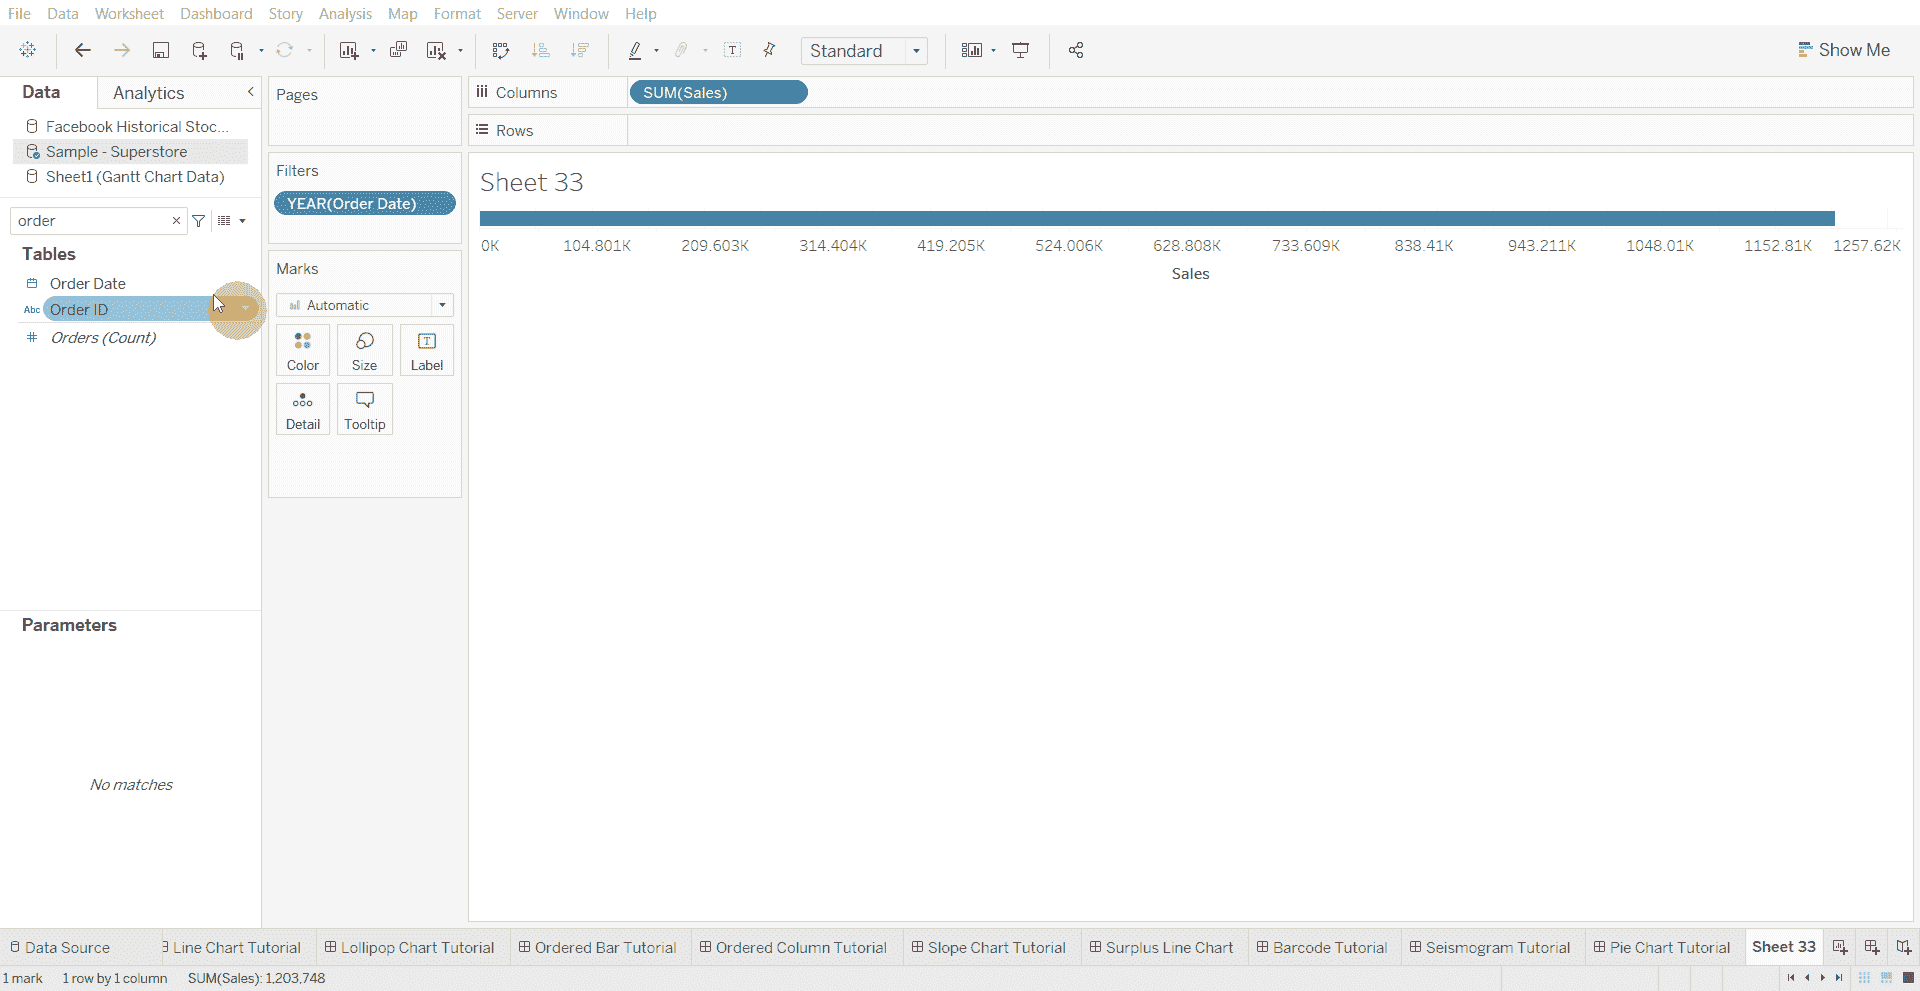 File Data Worksheet Dashboard Story Analysis Map Format Server Window Help
Standard
Show Me
Data Analytics
Facebook Historical Stoc...
Sample - Superstore
Sheet1 (Gantt Chart Data)
order
Tables
Order Date
Abc Order ID
Orders (Count)
Parameters
No matches
Pages
Filters
YEAR(Order Date)
Marks
Automatic
Color Size Label
Detail Tooltip
Columns SUM(Sales)
Rows
Sheet 33
0K 104.801K 209.603K 314.404K 419.205K 524.006K 628.808K 733.609K 838.41K 943.211K 1048.01K 1152.81K 1257.62K
Sales
Data Source Line Chart Tutorial Lollipop Chart Tutorial Ordered Bar Tutorial Ordered Column Tutorial Slope Chart Tutorial Surplus Line Chart Barcode Tutorial Seismogram Tutorial Pie Chart Tutorial Sheet 33
1 mark 1 row by 1 column SUM(Sales): 1,203,748